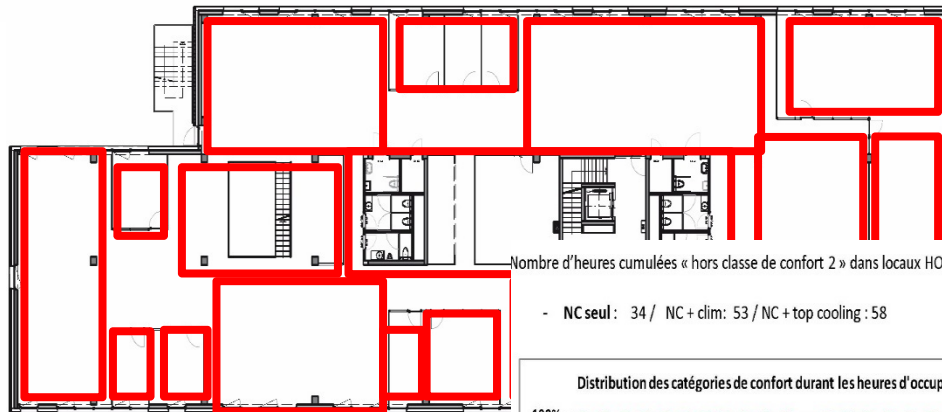 Nombre d'heures cumulées « hors classe de confort 2 » dans locaux HO
- NC seul : 34 / NC + clim: 53 / NC + top cooling : 58
Distribution des catégories de confort durant les heures d'occup
100%